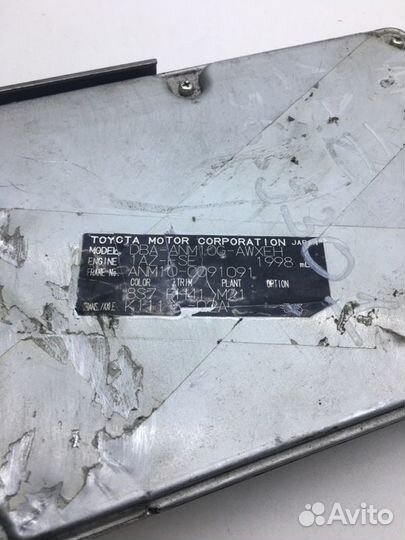 TOYOTA MOTOR CORPORATION JAPAN
MODEL DBA-ANM10G-AWXEH
ENGINE 1AZ-FSE 1998 mL
FRAME No. ANM10-0091091
COLOR TRIM PLANT OPTION
8S7 FH41 /M21
TRANS./AXLE K111
Avito